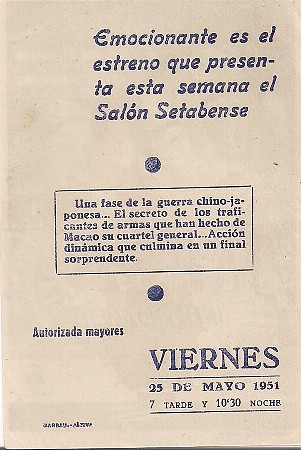 Emocionante es el
estreno que presen-
ta esta semana el
Salón Setabense
Una fase de la guerra chino-ja-
ponesa... El secreto de los trafi-
cantes de armas que han hecho de
Macao su cuartel general...Acción
dinámica que culmina en un final
sorprendente.
Autorizada mayores
VIERNES
25 DE MAYO 1951
7 TARDE Y 10'30 NOCHE